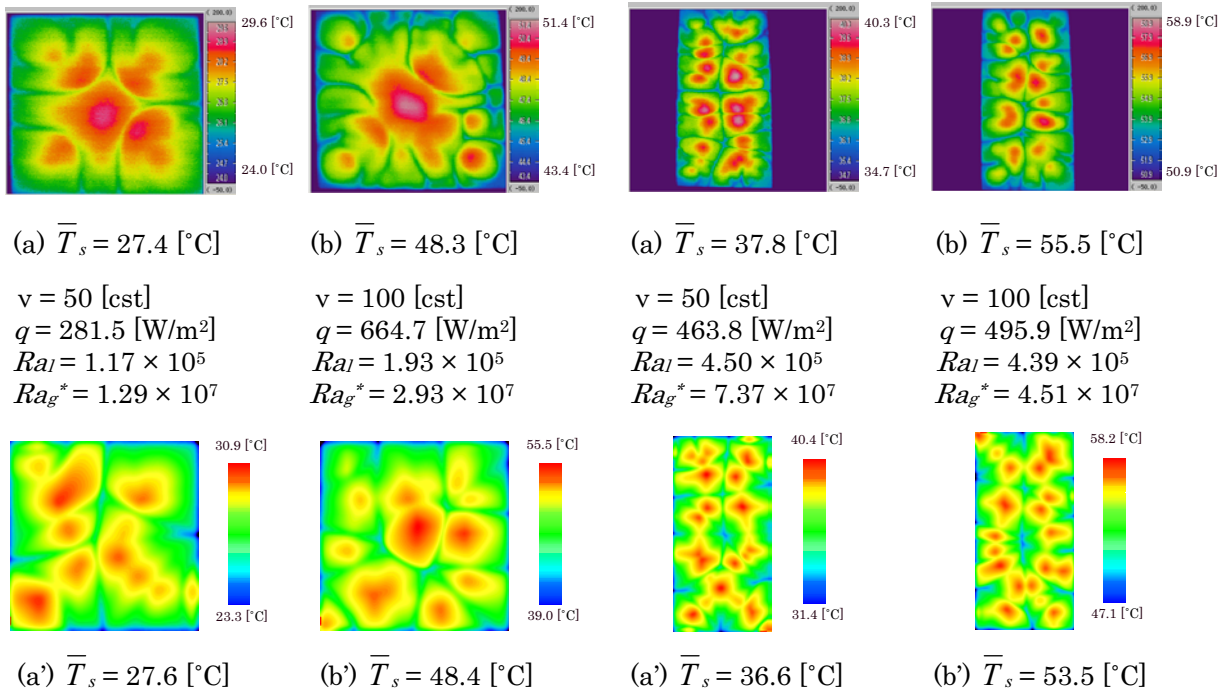 29.6 [°C]
24.0 [°C]
51.4 [°C]
43.4 [°C]
40.3 [°C]
34.7 [°C]
58.9 [°C]
50.9 [°C]
(a) T̅s = 27.4 [°C]
(b) T̅s = 48.3 [°C]
(a) T̅s = 37.8 [°C]
(b) T̅s = 55.5 [°C]
ν = 50 [cst]
q = 281.5 [W/m²]
Raₗ = 1.17 × 10⁵
Ra_g* = 1.29 × 10⁷
ν = 100 [cst]
q = 664.7 [W/m²]
Raₗ = 1.93 × 10⁵
Ra_g* = 2.93 × 10⁷
ν = 50 [cst]
q = 463.8 [W/m²]
Raₗ = 4.50 × 10⁵
Ra_g* = 7.37 × 10⁷
ν = 100 [cst]
q = 495.9 [W/m²]
Raₗ = 4.39 × 10⁵
Ra_g* = 4.51 × 10⁷
30.9 [°C]
23.3 [°C]
55.5 [°C]
39.0 [°C]
40.4 [°C]
31.4 [°C]
58.2 [°C]
47.1 [°C]
(a') T̅s = 27.6 [°C]
(b') T̅s = 48.4 [°C]
(a') T̅s = 36.6 [°C]
(b') T̅s = 53.5 [°C]